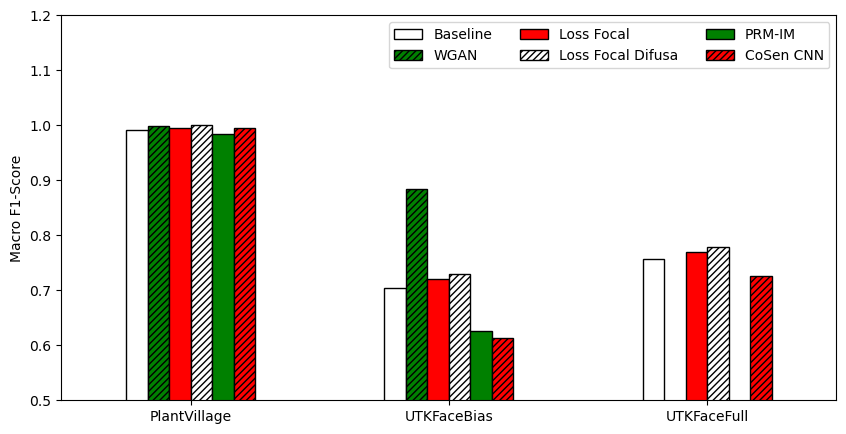 1.2
1.1
1.0
0.9
0.8
0.7
0.6
0.5
Macro F1-Score
Baseline
WGAN
Loss Focal
Loss Focal Difusa
PRM-IM
CoSen CNN
PlantVillage
UTKFaceBias
UTKFaceFull